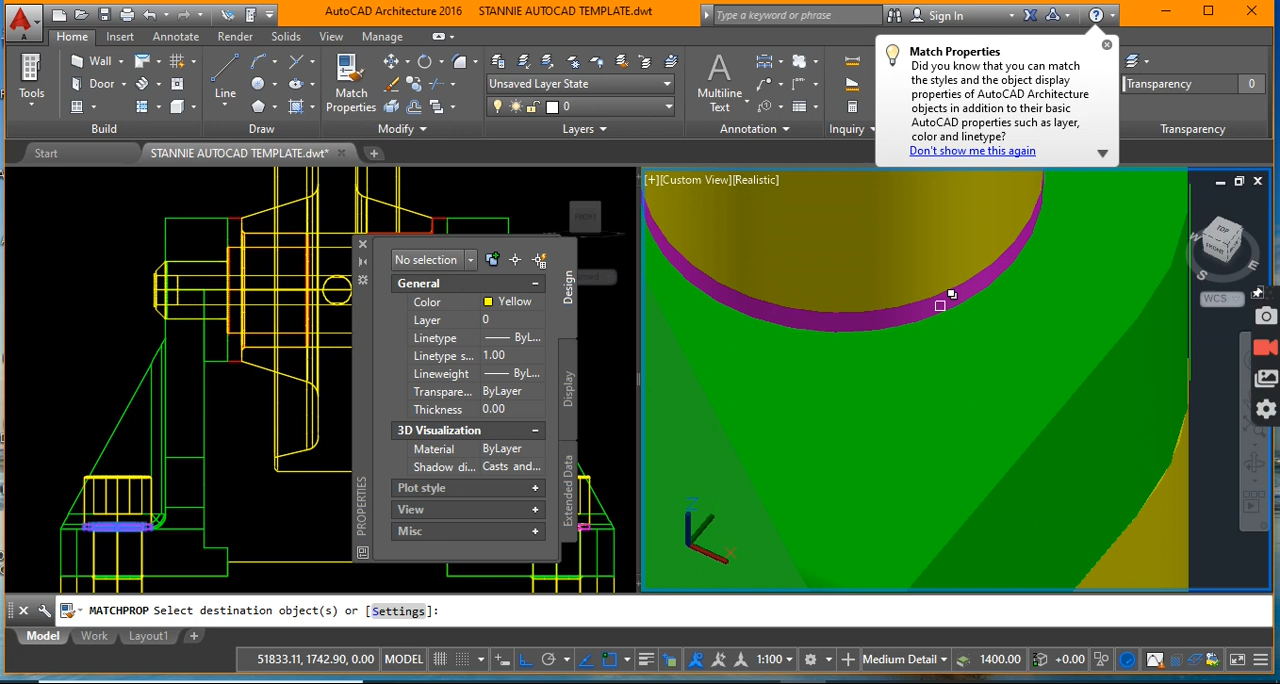 AutoCAD Architecture 2016 STANNIE AUTOCAD TEMPLATE.dwt
Type a keyword or phrase
Sign In
Home Insert Annotate Render Solids View Manage
Tools
Wall
Door
Build
Line
Draw
Match
Properties
Modify
Unsaved Layer State
0
Layers
Multiline
Text
Annotation
Inquiry
Transparency 0
Transparency
Match Properties
Did you know that you can match
the styles and the object display
properties of AutoCAD Architecture
objects in addition to their basic
AutoCAD properties such as layer,
color and linetype?
Don't show me this again
Start STANNIE AUTOCAD TEMPLATE.dwt*
FRONT
[+][Custom View][Realistic]
TOP
FRONT
W
S
E
WCS
No selection
General
Color Yellow
Layer 0
Linetype ByL...
Linetype s... 1.00
Lineweight ByL...
Transpare... ByLayer
Thickness 0.00
3D Visualization
Material ByLayer
Shadow di... Casts and...
Plot style
View
Misc
Design
Display
Extended Data
PROPERTIES
Z
X
MATCHPROP Select destination object(s) or [Settings]:
Model Work Layout1
51833.11, 1742.90, 0.00 MODEL 1:100 Medium Detail 1400.00 +0.00